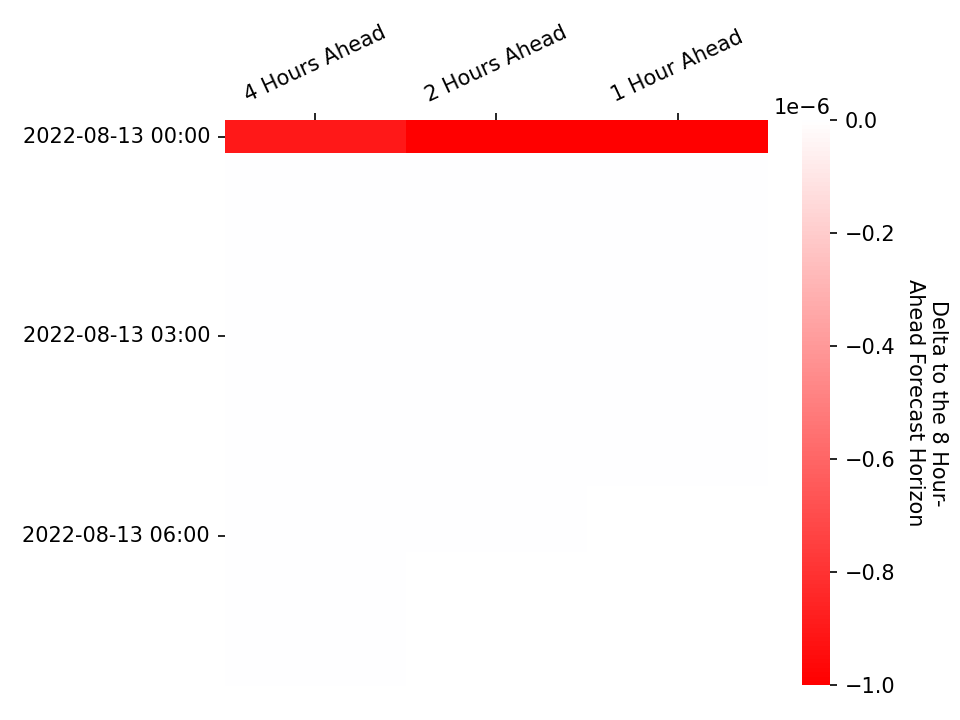 4 Hours Ahead
2 Hours Ahead
1 Hour Ahead
1e−6
2022-08-13 00:00
2022-08-13 03:00
2022-08-13 06:00
0.0
−0.2
−0.4
−0.6
−0.8
−1.0
Delta to the 8 Hour-
Ahead Forecast Horizon